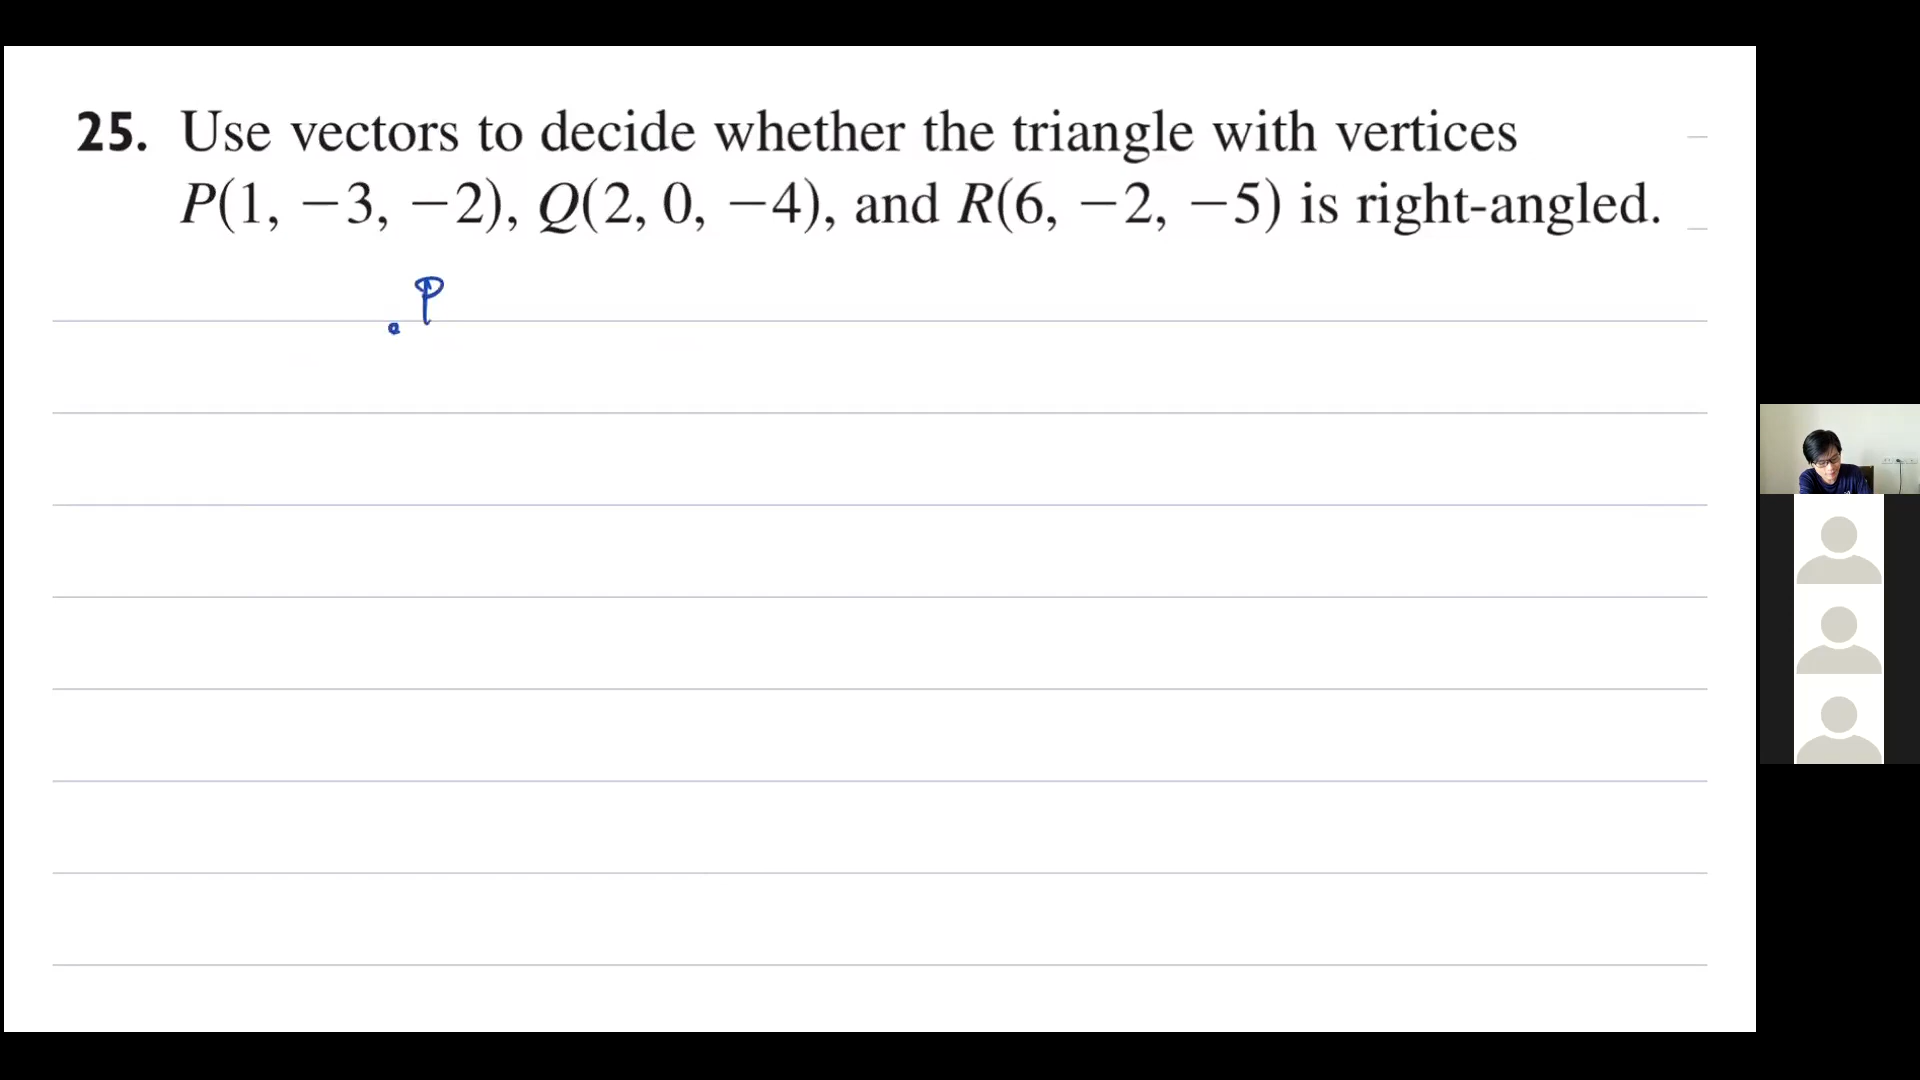 25. Use vectors to decide whether the triangle with vertices
P(1, −3, −2), Q(2, 0, −4), and R(6, −2, −5) is right-angled.
P